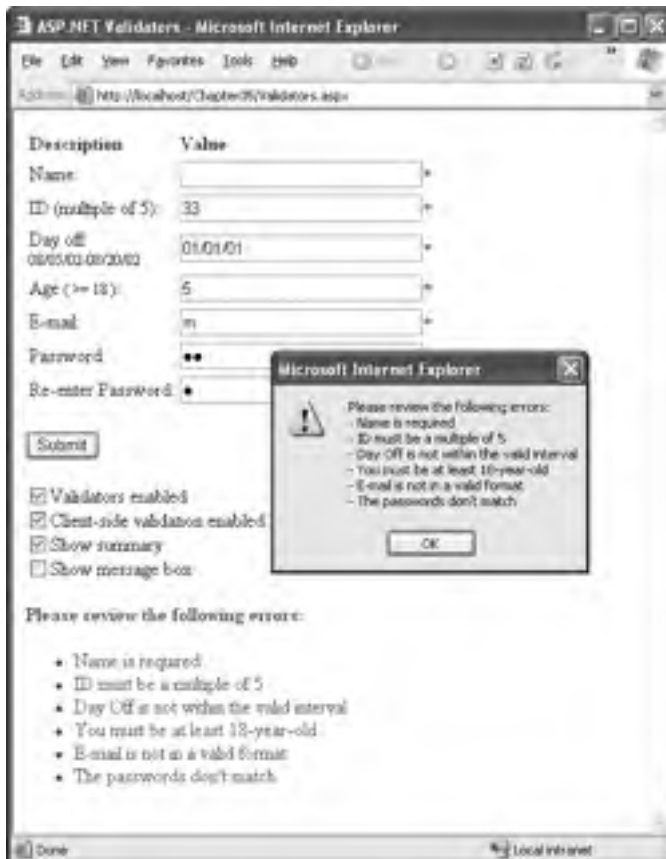 ASP.NET Validators - Microsoft Internet Explorer
File Edit View Favorites Tools Help
Address http://localhost/Chapter05/Validators.aspx
Description Value
Name
ID (multiple of 5): 33 *
Day off 01/01/01 *
08/05/02-08/20/02
Age (>= 18): 5 *
E-mail m *
Password ●●
Re-enter Password ●
Submit
Validators enabled
Client-side validation enabled
Show summary
Show message box
Please review the following errors:
• Name is required
• ID must be a multiple of 5
• Day Off is not within the valid interval
• You must be at least 18-year-old
• E-mail is not in a valid format
• The passwords don't match
Microsoft Internet Explorer
Please review the following errors:
- Name is required
- ID must be a multiple of 5
- Day Off is not within the valid interval
- You must be at least 18-year-old
- E-mail is not in a valid format
- The passwords don't match
OK
Done Local intranet